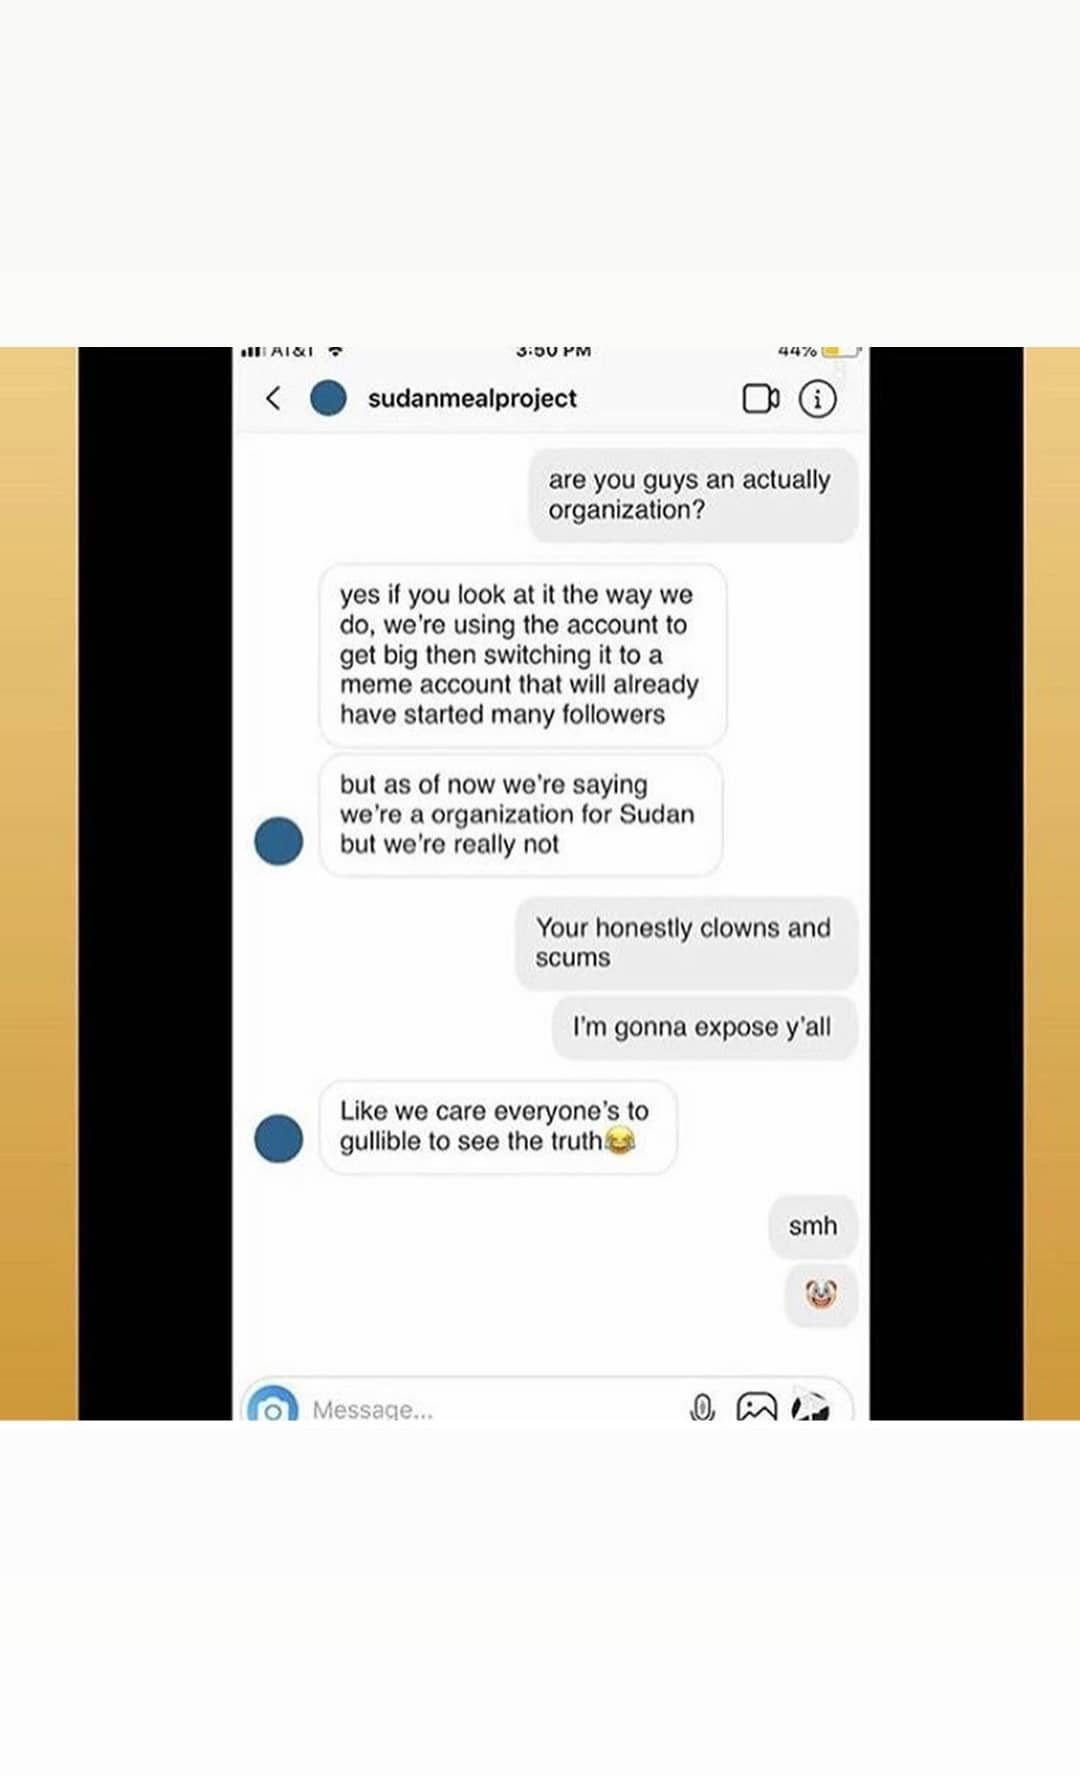 AT&T 3:50 PM 44%
sudanmealproject
are you guys an actually
organization?
yes if you look at it the way we
do, we're using the account to
get big then switching it to a
meme account that will already
have started many followers
but as of now we're saying
we're a organization for Sudan
but we're really not
Your honestly clowns and
scums
I'm gonna expose y'all
Like we care everyone's to
gullible to see the truth😂
smh
🤡
Message...